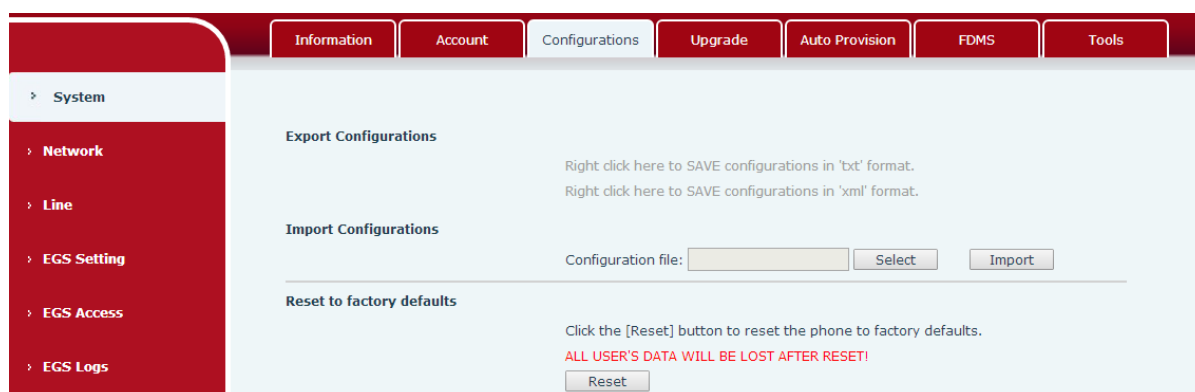 Information Account Configurations Upgrade Auto Provision FDMS Tools
System
Network
Line
EGS Setting
EGS Access
EGS Logs
Export Configurations
Right click here to SAVE configurations in 'txt' format.
Right click here to SAVE configurations in 'xml' format.
Import Configurations
Configuration file: Select Import
Reset to factory defaults
Click the [Reset] button to reset the phone to factory defaults.
ALL USER'S DATA WILL BE LOST AFTER RESET!
Reset